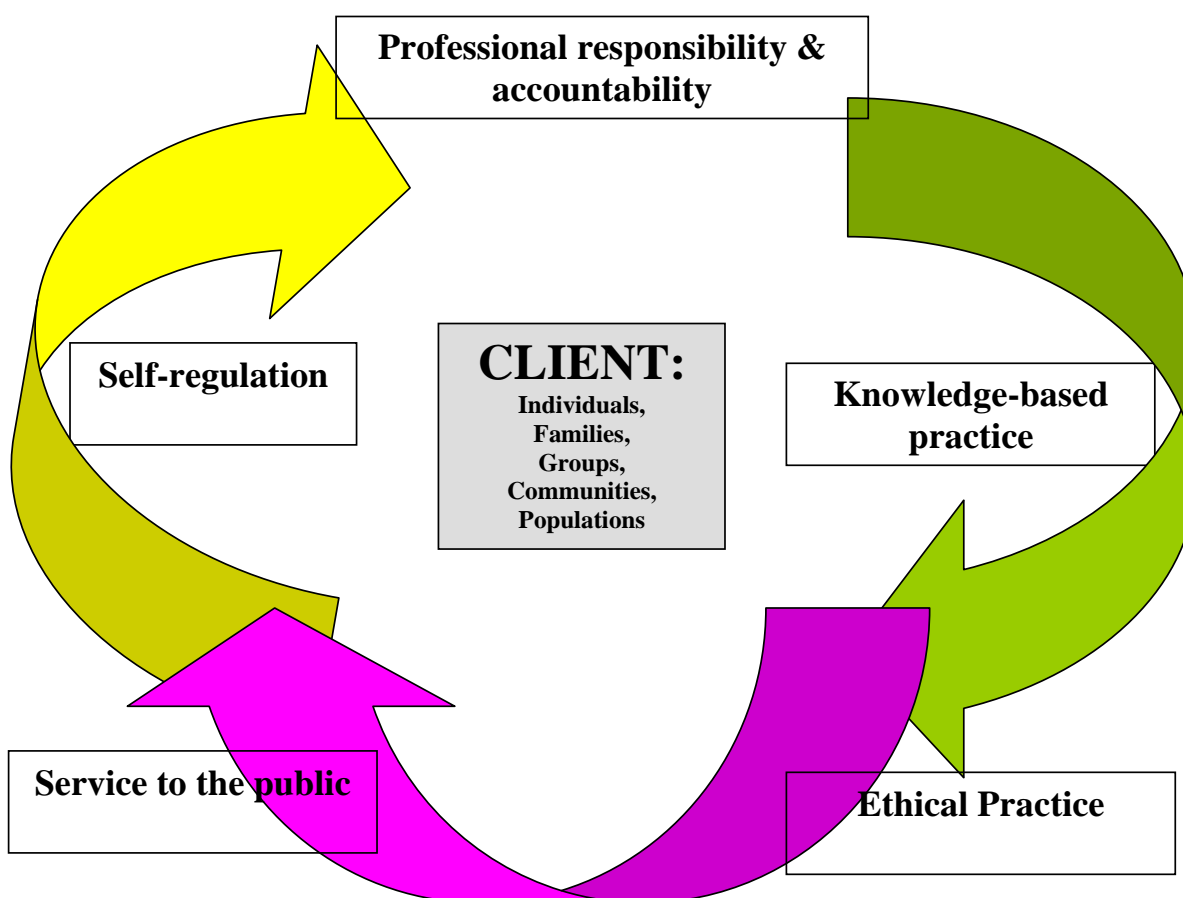 Professional responsibility &
accountability
Self-regulation
CLIENT:
Individuals,
Families,
Groups,
Communities,
Populations
Knowledge-based
practice
Service to the public
Ethical Practice